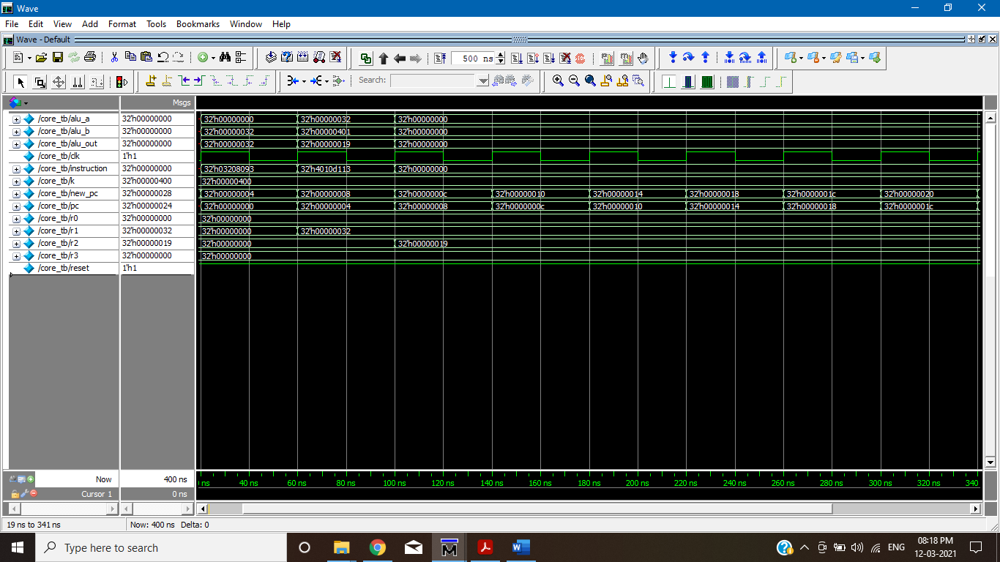 Wave
File Edit View Add Format Tools Bookmarks Window Help
Wave - Default
500 ns
Search:
Msgs
/core_tb/alu_a 32'h00000000 32'h00000000 32'h00000032 32'h00000000
/core_tb/alu_b 32'h00000000 32'h00000032 32'h00000401 32'h00000000
/core_tb/alu_out 32'h00000000 32'h00000032 32'h00000019 32'h00000000
/core_tb/clk 1'h1
/core_tb/instruction 32'h00000000 32'h03208093 32'h4010d113 32'h00000000
/core_tb/k 32'h00000400 32'h00000400
/core_tb/new_pc 32'h00000028 32'h00000004 32'h00000008 32'h0000000c 32'h00000010 32'h00000014 32'h00000018 32'h0000001c 32'h00000020
/core_tb/pc 32'h00000024 32'h00000000 32'h00000004 32'h00000008 32'h0000000c 32'h00000010 32'h00000014 32'h00000018 32'h0000001c
/core_tb/r0 32'h00000000 32'h00000000
/core_tb/r1 32'h00000032 32'h00000000 32'h00000032
/core_tb/r2 32'h00000019 32'h00000000 32'h00000019
/core_tb/r3 32'h00000000 32'h00000000
/core_tb/reset 1'h1
Now 400 ns ns 40 ns 60 ns 80 ns 100 ns 120 ns 140 ns 160 ns 180 ns 200 ns 220 ns 240 ns 260 ns 280 ns 300 ns 320 ns 340
Cursor 1 0 ns
19 ns to 341 ns Now: 400 ns Delta: 0
Type here to search
ENG
08:18 PM
12-03-2021